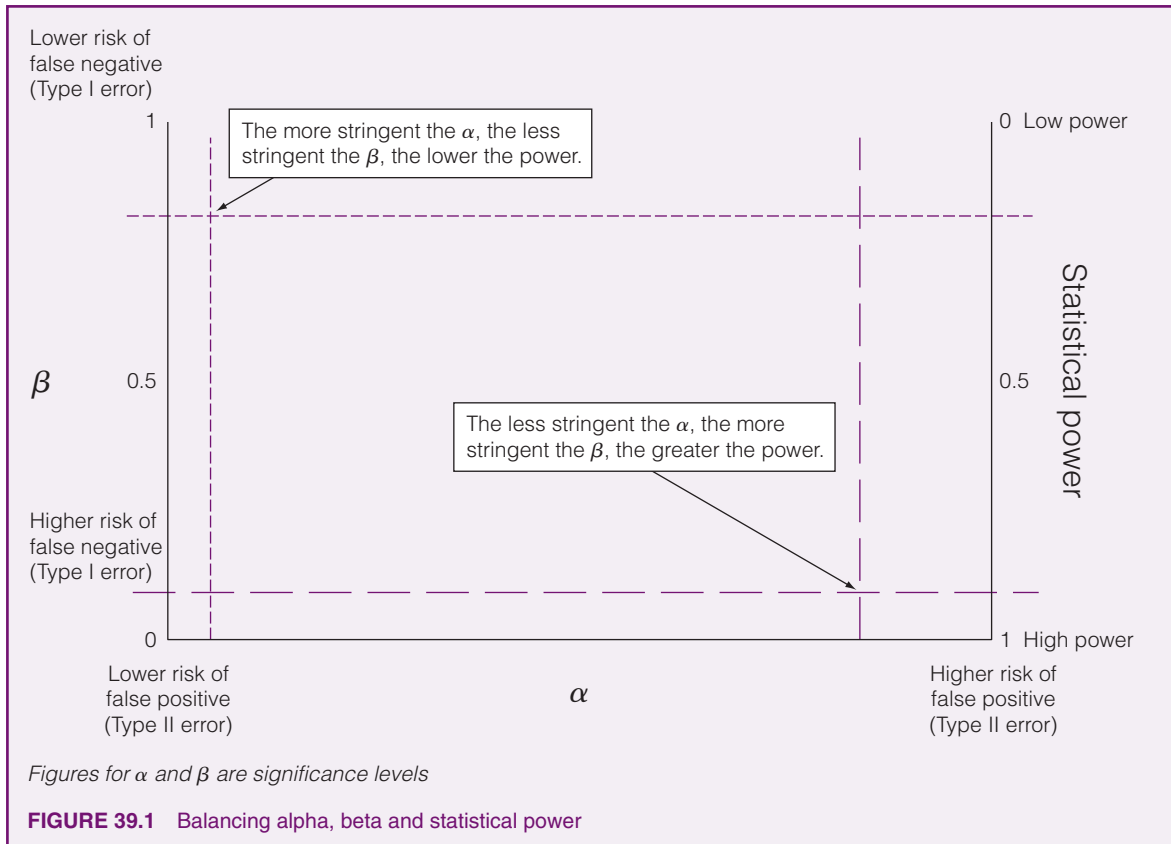 Lower risk of
false negative
(Type I error)
1
The more stringent the α, the less
stringent the β, the lower the power.
0 Low power
β
0.5
0.5
Statistical power
The less stringent the α, the more
stringent the β, the greater the power.
Higher risk of
false negative
(Type I error)
0
1 High power
Lower risk of
false positive
(Type II error)
α
Higher risk of
false positive
(Type II error)
Figures for α and β are significance levels
FIGURE 39.1 Balancing alpha, beta and statistical power